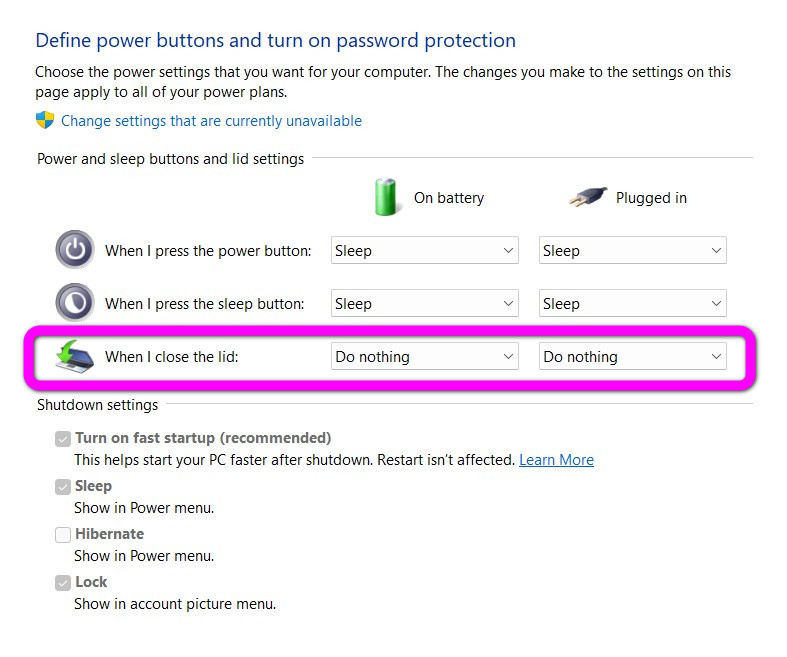 Define power buttons and turn on password protection
Choose the power settings that you want for your computer. The changes you make to the settings on this
page apply to all of your power plans.
Change settings that are currently unavailable
Power and sleep buttons and lid settings
On battery Plugged in
When I press the power button: Sleep Sleep
When I press the sleep button: Sleep Sleep
When I close the lid: Do nothing Do nothing
Shutdown settings
Turn on fast startup (recommended)
This helps start your PC faster after shutdown. Restart isn't affected. Learn More
Sleep
Show in Power menu.
Hibernate
Show in Power menu.
Lock
Show in account picture menu.